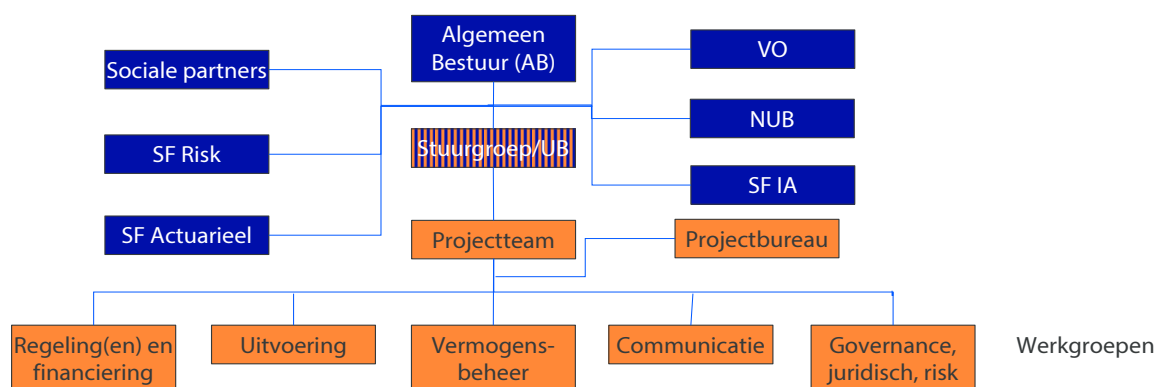 Algemeen
Bestuur (AB)
Sociale partners
VO
NUB
SF Risk
Stuurgroep/UB
SF IA
SF Actuarieel
Projectteam
Projectbureau
Regeling(en) en
financiering
Uitvoering
Vermogens-
beheer
Communicatie
Governance,
juridisch, risk
Werkgroepen